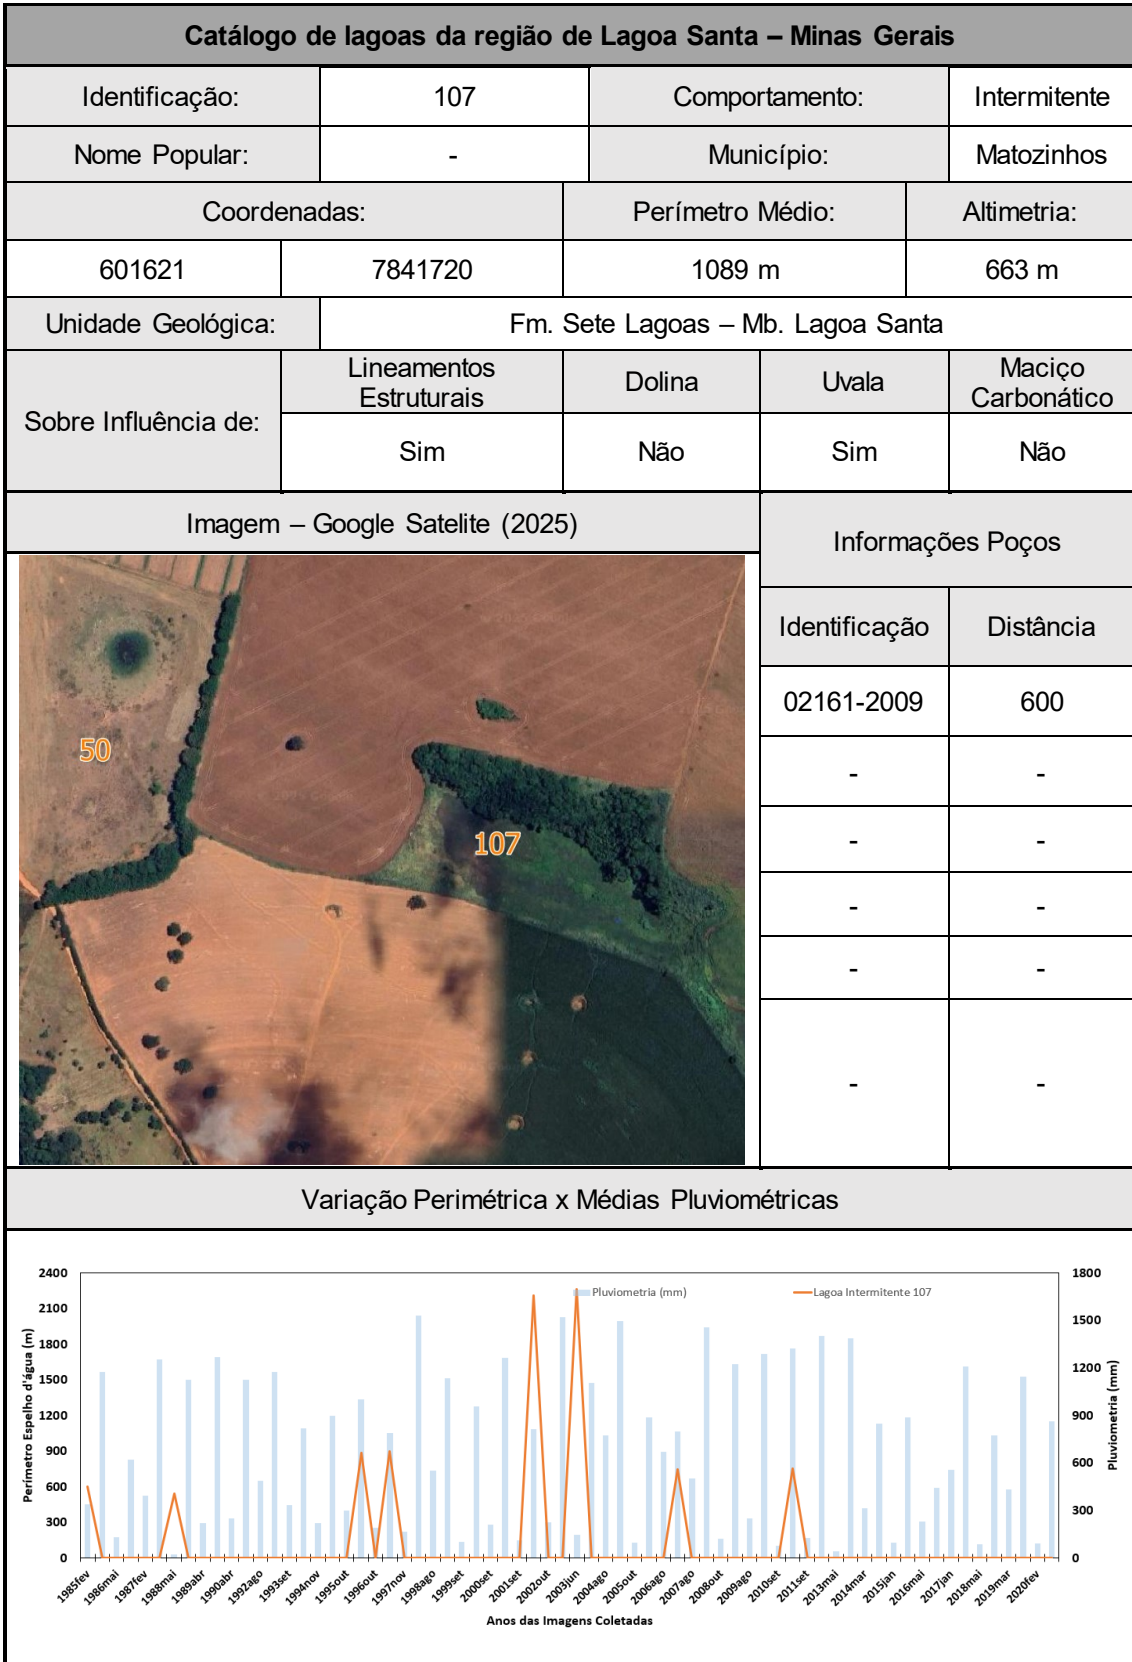 Catálogo de lagoas da região de Lagoa Santa – Minas Gerais
Identificação: 107 Comportamento: Intermitente
Nome Popular: - Município: Matozinhos
Coordenadas: Perímetro Médio: Altimetria:
601621 7841720 1089 m 663 m
Unidade Geológica: Fm. Sete Lagoas – Mb. Lagoa Santa
Sobre Influência de:
Lineamentos Estruturais Dolina Uvala Maciço Carbonático
Sim Não Sim Não
Imagem – Google Satelite (2025)
Informações Poços
Identificação Distância
02161-2009 600
- -
- -
- -
- -
- -
50
107
Variação Perimétrica x Médias Pluviométricas
Pluviometria (mm) Lagoa Intermitente 107
Perímetro Espelho d'água (m)
2400
2100
1800
1500
1200
900
600
300
0
1800
1500
1200
900
600
300
0
Pluviometria (mm)
1985fev 1986mai 1987fev 1988mai 1989abr 1990abr 1992ago 1993set 1994nov 1995out 1996out 1997nov 1998ago 1999set 2000set 2001set 2002out 2003jun 2004ago 2005out 2006ago 2007ago 2008out 2009ago 2010set 2011set 2013mai 2014mar 2015jan 2016mai 2017jan 2018mai 2019mar 2020fev
Anos das Imagens Coletadas